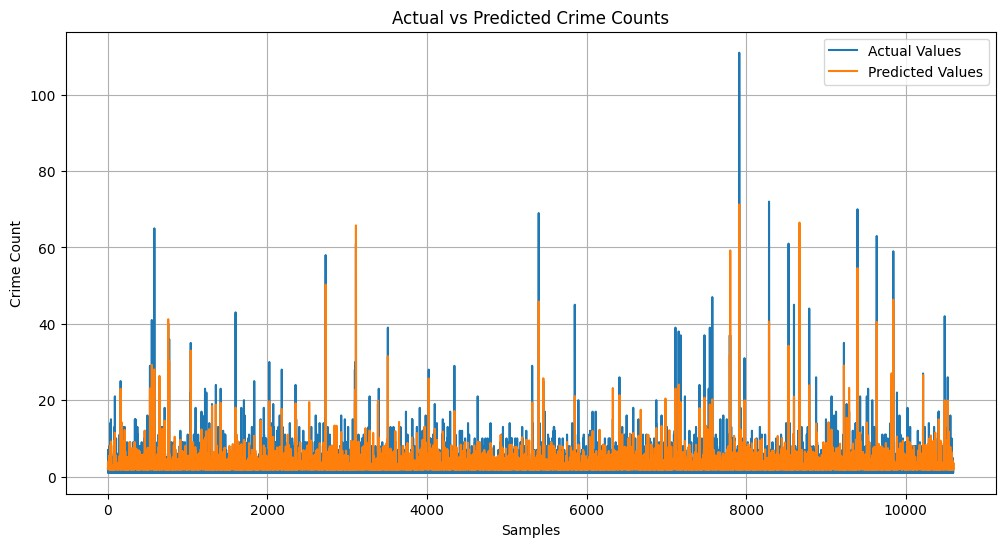 Actual vs Predicted Crime Counts
Actual Values
Predicted Values
100
80
60
40
20
0
Crime Count
0
2000
4000
6000
8000
10000
Samples